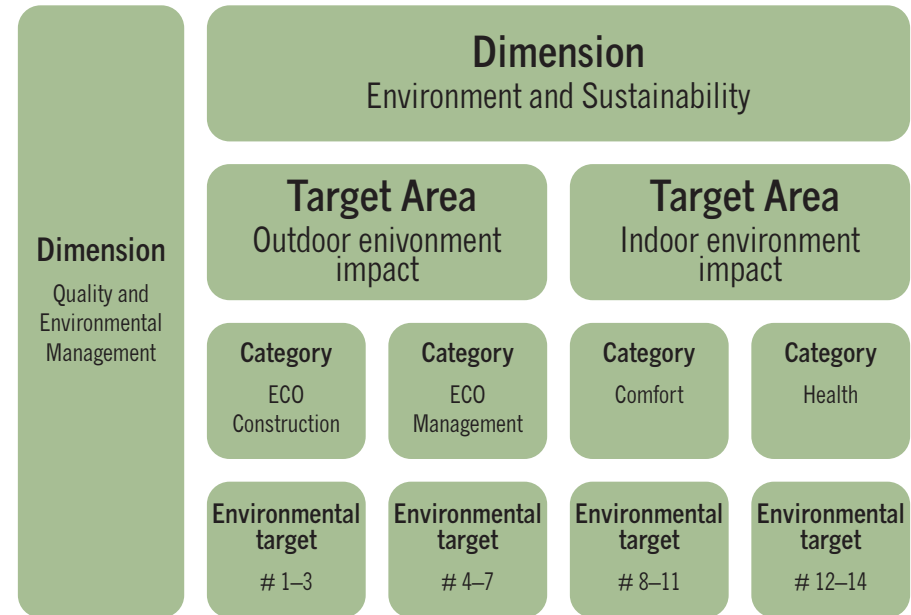 Dimension
Quality and
Environmental
Management
Dimension
Environment and Sustainability
Target Area
Outdoor enivonment
impact
Target Area
Indoor environment
impact
Category
ECO
Construction
Category
ECO
Management
Category
Comfort
Category
Health
Environmental
target
# 1–3
Environmental
target
# 4–7
Environmental
target
# 8–11
Environmental
target
# 12–14